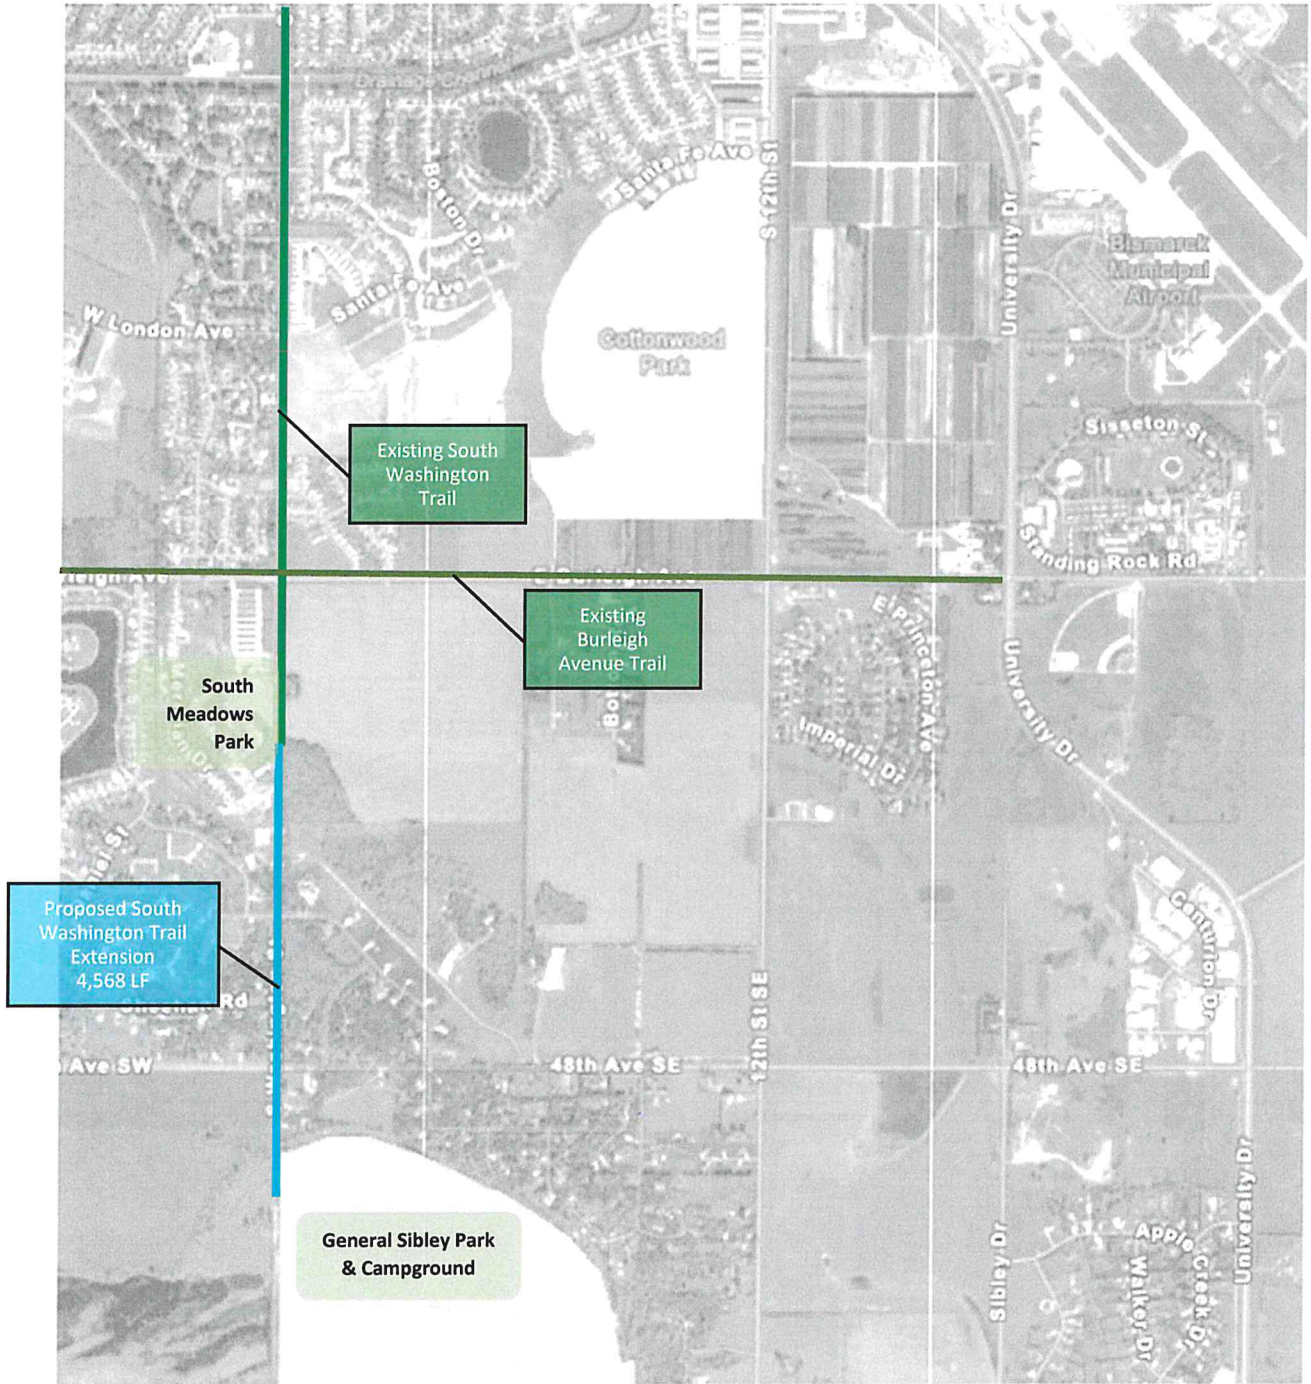 Drainage
Santa Fe Ave
S 12th St
Boston Dr
University Dr
Bismarck
Municipal
Airport
Santa Fe Ave
W London Ave
Cottonwood
Park
Sisseton St
Existing South
Washington
Trail
Standing Rock Rd
Existing
Burleigh
Avenue Trail
E Princeton Ave
University Dr
South
Meadows
Park
Imperial Dr
Proposed South
Washington Trail
Extension
4,568 LF
Centurion Dr
Rd
12th St SE
Ave SW
48th Ave SE
48th Ave SE
University Dr
General Sibley Park
& Campground
Sibley Dr
Apple Creek Dr
Walker Dr